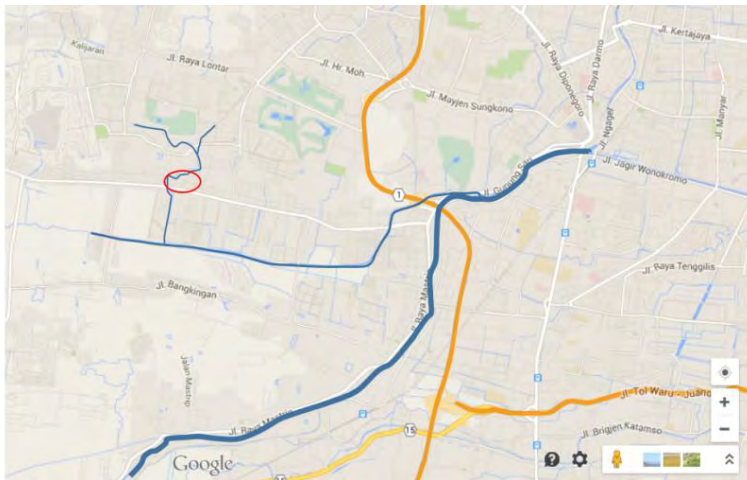 Kalijaran
Jl. Raya Lontar
Jl. Hr. Moh.
Jl. Mayjen Sungkono
Jl. Raya Diponegoro
Jl. Raya Darmo
Jl. Kertajaya
Jl. Ngagel
Jl. Manyar
Jl. Jagir Wonokromo
Jl. Gunung Sari
1
Jl. Raya Tenggilis
Jl. Bangkingan
Jl. Raya Mastrip
Jalan Mastrip
Jl. Raya Mastrip
15
Jl. Tol Waru - Juanda
Jl. Brigjen Katamso
Google